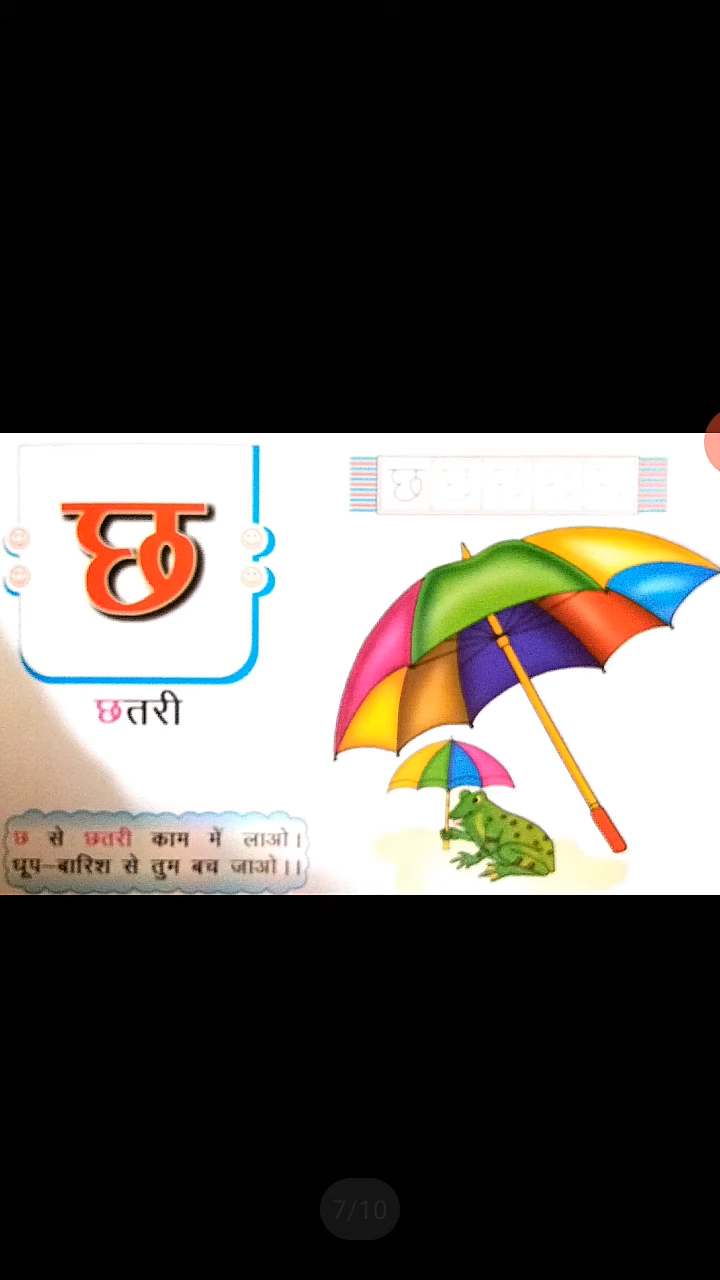 छ
छ
छतरी
छ से छतरी काम में लाओ।
धूप–बारिश से तुम बच जाओ।।
7/10